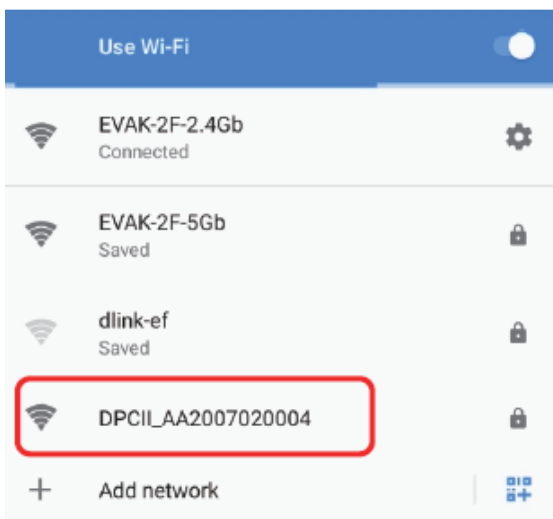 Use Wi-Fi
EVAK-2F-2.4Gb
Connected
EVAK-2F-5Gb
Saved
dlink-ef
Saved
DPCII_AA2007020004
Add network